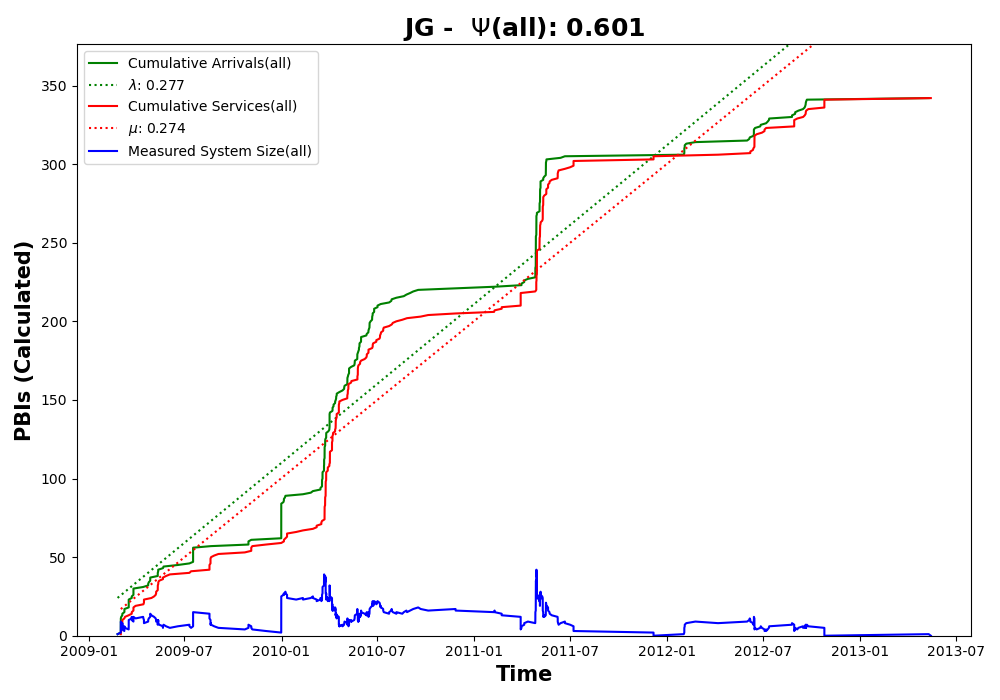 JG -  Ψ(all): 0.601
Cumulative Arrivals(all)
λ: 0.277
Cumulative Services(all)
μ: 0.274
Measured System Size(all)
PBIs (Calculated)
350
300
250
200
150
100
50
0
2009-01 2009-07 2010-01 2010-07 2011-01 2011-07 2012-01 2012-07 2013-01 2013-07
Time